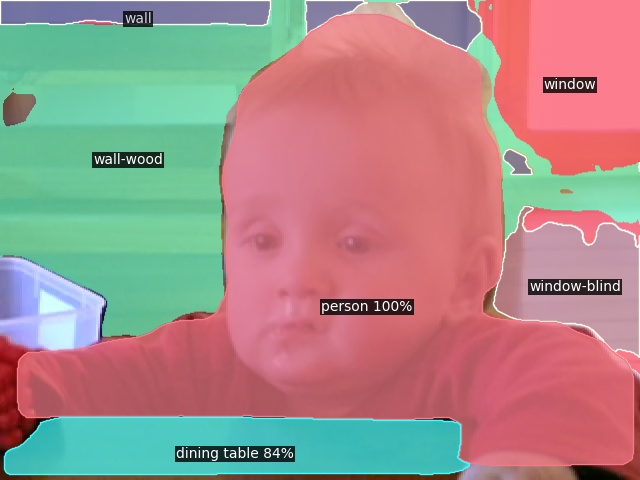 wall
window
wall-wood
window-blind
person 100%
dining table 84%